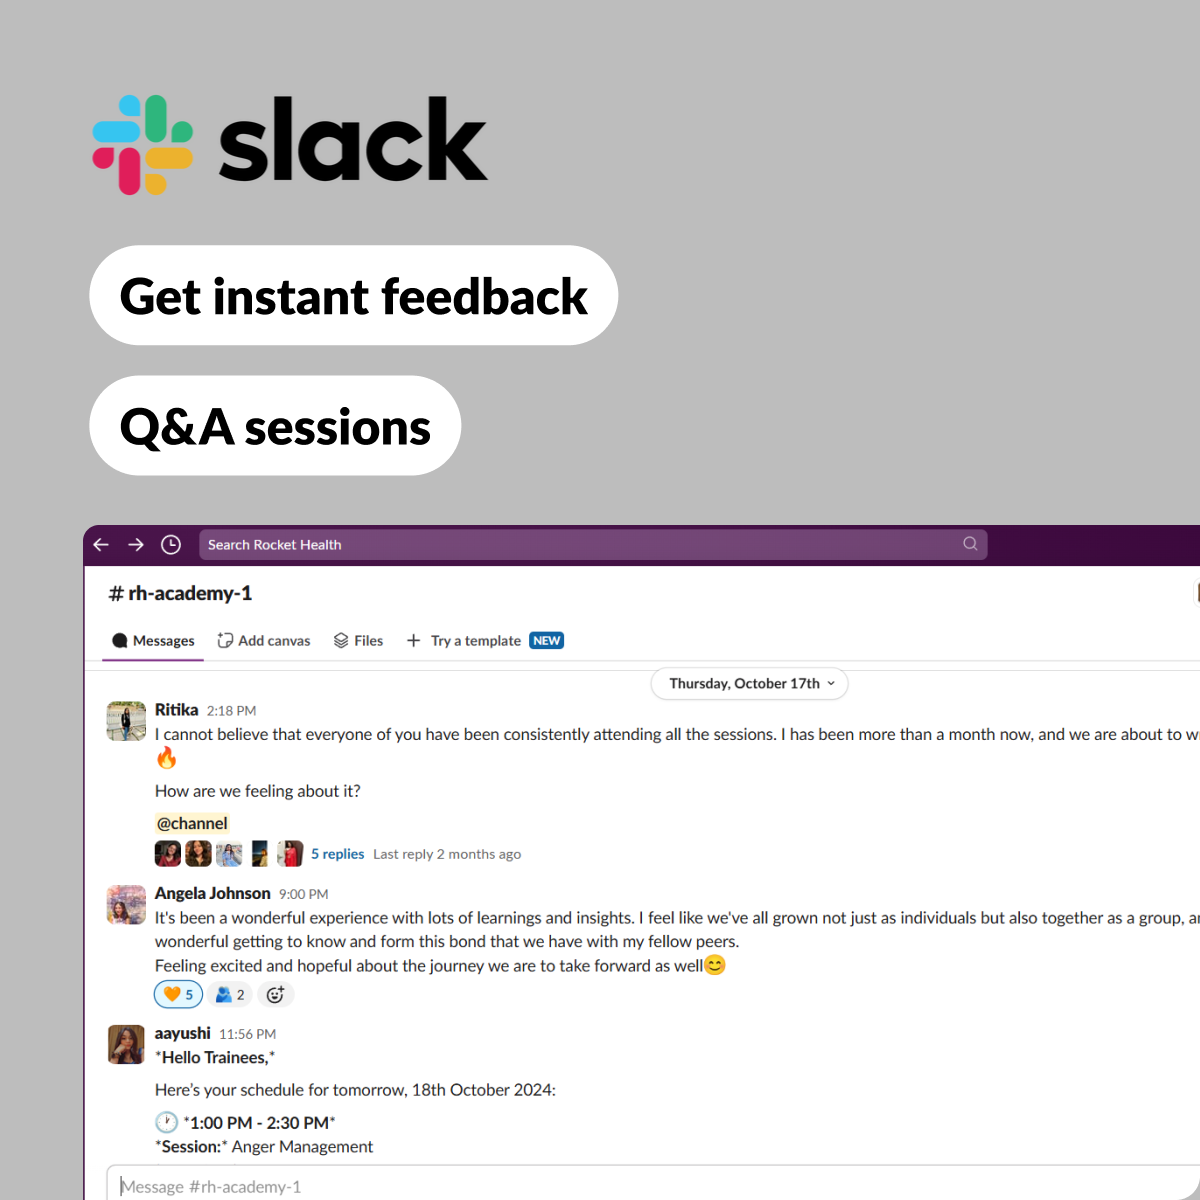 slack
Get instant feedback
Q&A sessions
Search Rocket Health
# rh-academy-1
Messages Add canvas Files + Try a template NEW
Thursday, October 17th
Ritika 2:18 PM
I cannot believe that everyone of you have been consistently attending all the sessions. I has been more than a month now, and we are about to
🔥
How are we feeling about it?
@channel
5 replies Last reply 2 months ago
Angela Johnson 9:00 PM
It's been a wonderful experience with lots of learnings and insights. I feel like we've all grown not just as individuals but also together as a group,
wonderful getting to know and form this bond that we have with my fellow peers.
Feeling excited and hopeful about the journey we are to take forward as well😊
🧡 5 🫂 2
aayushi 11:56 PM
*Hello Trainees,*
Here's your schedule for tomorrow, 18th October 2024:
🕐 *1:00 PM - 2:30 PM*
*Session:* Anger Management
Message #rh-academy-1